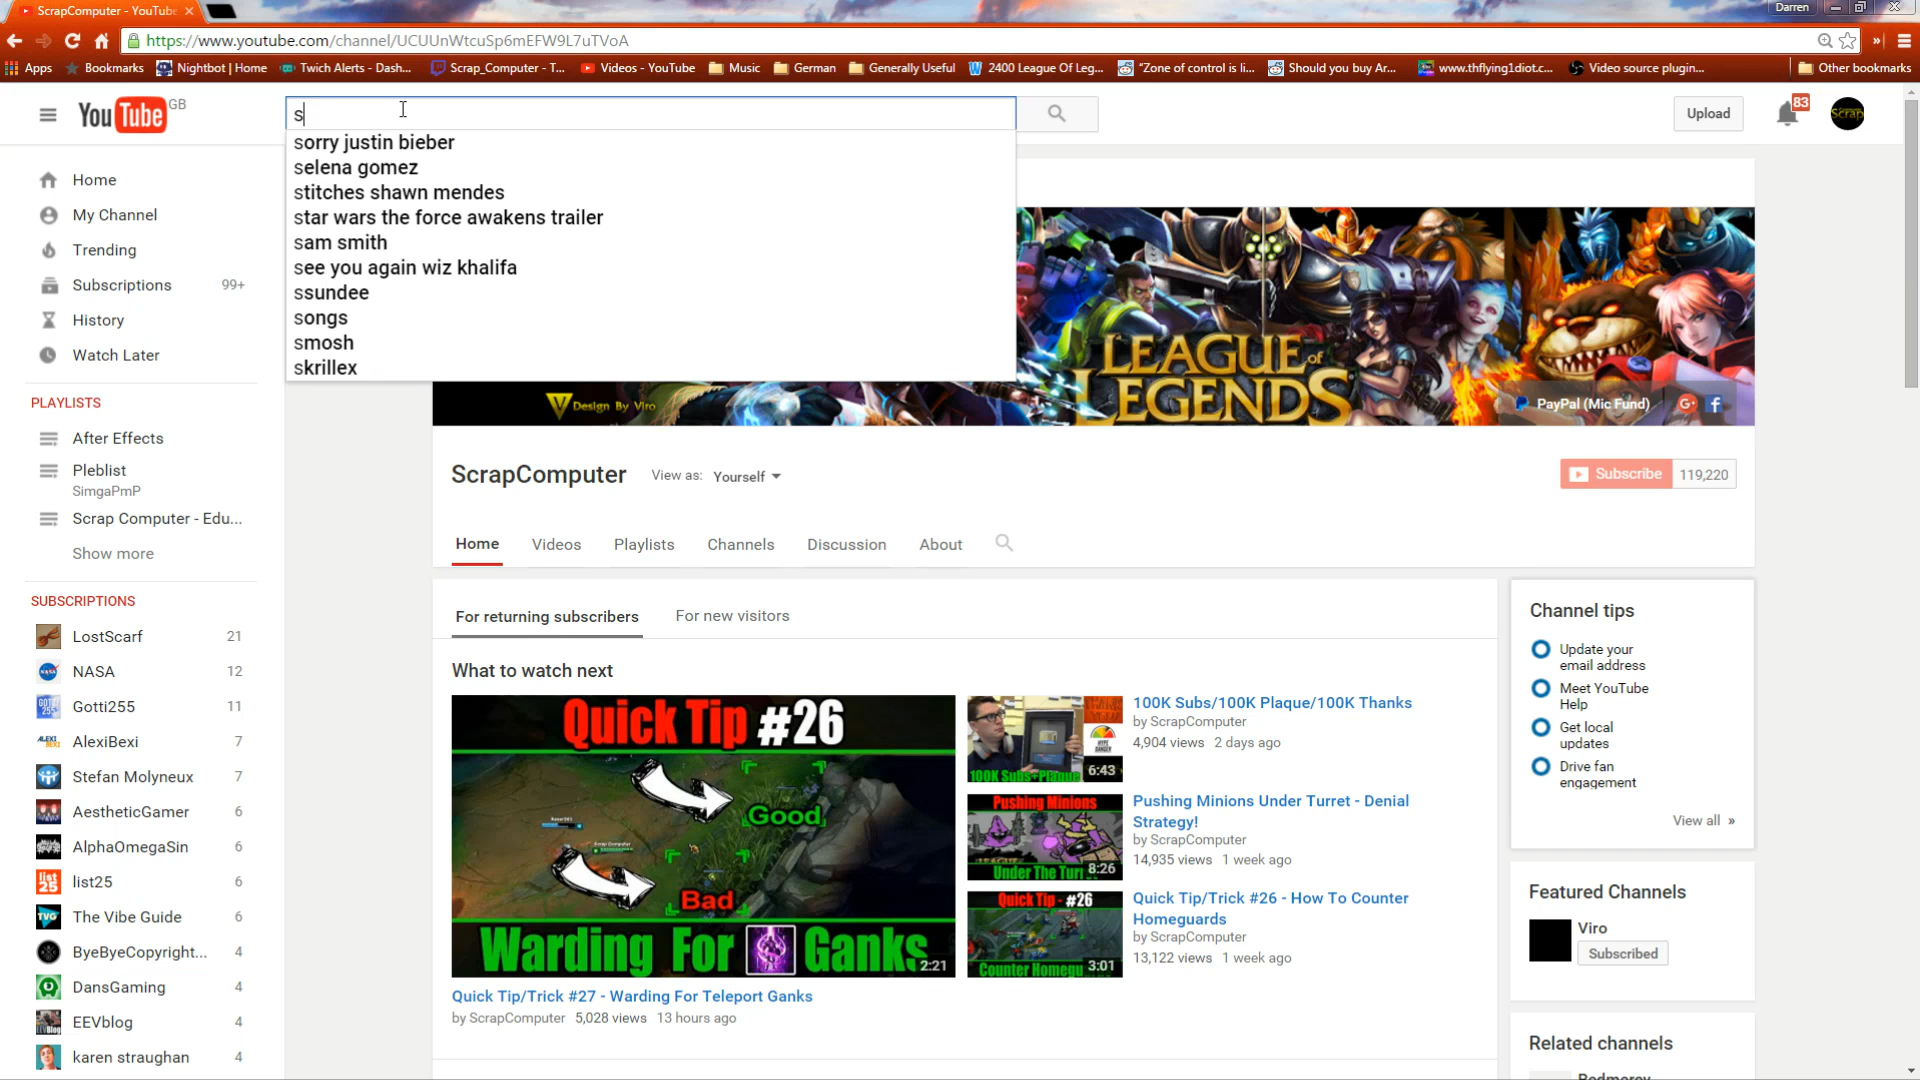 ScrapComputer - YouTube
Darren
https://www.youtube.com/channel/UCUUnWtcuSp6mEFW9L7uTVoA
Apps
Bookmarks
Nightbot | Home
Twich Alerts - Dash...
Scrap_Computer - T...
Videos - YouTube
Music
German
Generally Useful
2400 League Of Leg...
"Zone of control is li...
Should you buy Ar...
www.thflying1diot.c...
Video source plugin...
Other bookmarks
YouTube GB
s
Upload
83
Scrap
sorry justin bieber
selena gomez
stitches shawn mendes
star wars the force awakens trailer
sam smith
see you again wiz khalifa
ssundee
songs
smosh
skrillex
Home
My Channel
Trending
Subscriptions 99+
History
Watch Later
PLAYLISTS
After Effects
Pleblist
SimgaPmP
Scrap Computer - Edu...
Show more
SUBSCRIPTIONS
LostScarf 21
NASA 12
Gotti255 11
AlexiBexi 7
Stefan Molyneux 7
AestheticGamer 6
AlphaOmegaSin 6
list25 6
The Vibe Guide 6
ByeByeCopyright... 4
DansGaming 4
EEVblog 4
karen straughan 4
LEAGUE of
LEGENDS
Design By Viro
PayPal (Mic Fund)
ScrapComputer
View as: Yourself
Subscribe 119,220
Home
Videos
Playlists
Channels
Discussion
About
For returning subscribers
For new visitors
What to watch next
Quick Tip #26
Good
Bad
Warding For Ganks
2:21
Quick Tip/Trick #27 - Warding For Teleport Ganks
by ScrapComputer 5,028 views 13 hours ago
100K Subs+Plaque
6:43
100K Subs/100K Plaque/100K Thanks
by ScrapComputer
4,904 views 2 days ago
Pushing Minions
Under The Turr
8:26
Pushing Minions Under Turret - Denial
Strategy!
by ScrapComputer
14,935 views 1 week ago
Quick Tip - #26
Counter Homegu
3:01
Quick Tip/Trick #26 - How To Counter
Homeguards
by ScrapComputer
13,122 views 1 week ago
Channel tips
Update your
email address
Meet YouTube
Help
Get local
updates
Drive fan
engagement
View all »
Featured Channels
Viro
Subscribed
Related channels